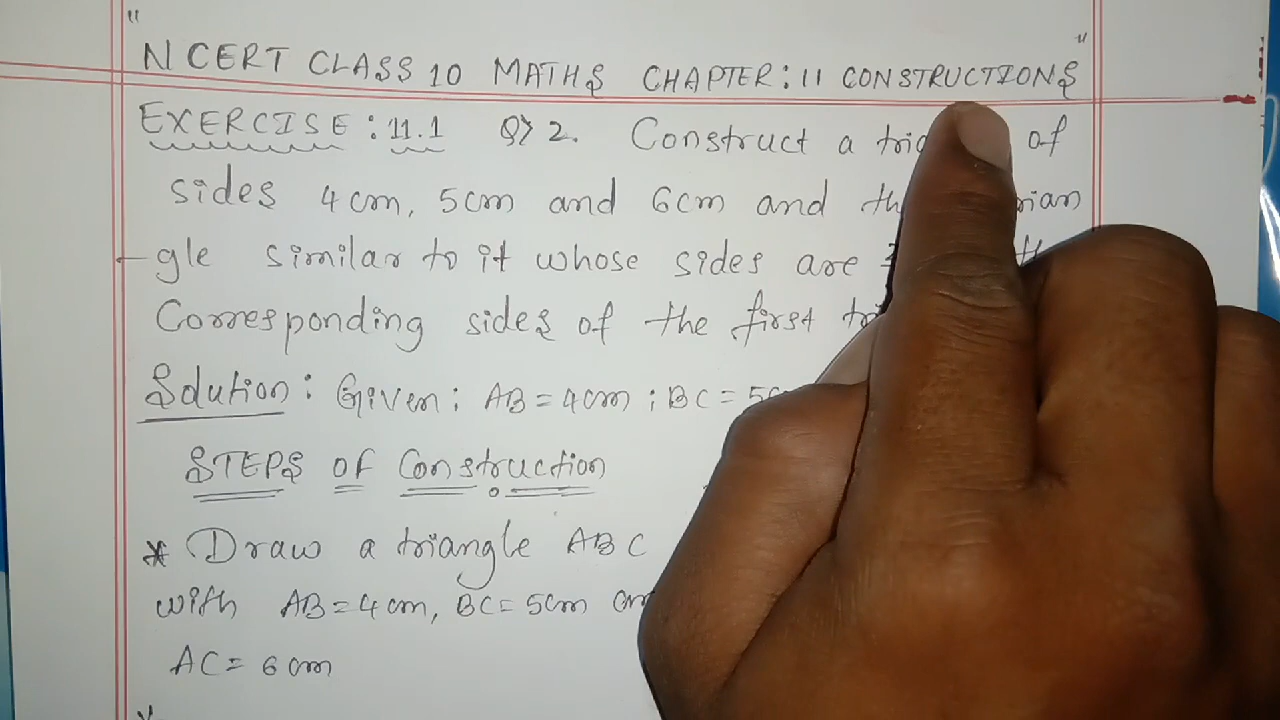 "
NCERT CLASS 10 MATHS CHAPTER: 11 CONSTRUCTIONS "
EXERCISE: 11.1 Q> 2. Construct a of
sides 4cm, 5cm and 6cm and
gle similar to it whose sides are
Corresponding sides of the first
Solution: Given: AB = 4cm; BC =
STEPS OF Construction
* Draw a triangle ABC
with AB = 4cm, BC = 5cm
AC = 6cm